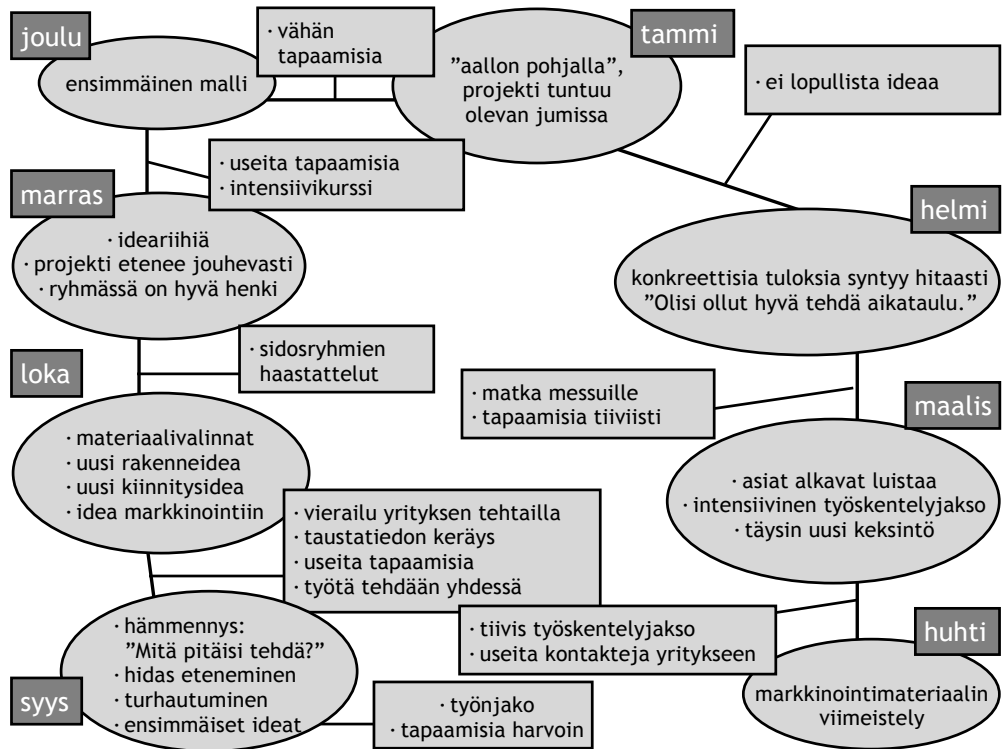 joulu
ensimmäinen malli
· vähän
tapaamisia
tammi
”aallon pohjalla”,
projekti tuntuu
olevan jumissa
· ei lopullista ideaa
· useita tapaamisia
· intensiivikurssi
marras
· ideariihiä
· projekti etenee jouhevasti
· ryhmässä on hyvä henki
helmi
konkreettisia tuloksia syntyy hitaasti
”Olisi ollut hyvä tehdä aikataulu.”
· sidosryhmien
haastattelut
loka
· materiaalivalinnat
· uusi rakenneidea
· uusi kiinnitysidea
· idea markkinointiin
· matka messuille
· tapaamisia tiiviisti
maalis
· asiat alkavat luistaa
· intensiivinen työskentelyjakso
· täysin uusi keksintö
· vierailu yrityksen tehtailla
· taustatiedon keräys
· useita tapaamisia
· työtä tehdään yhdessä
syys
· hämmennys:
”Mitä pitäisi tehdä?”
· hidas eteneminen
· turhautuminen
· ensimmäiset ideat
· työnjako
· tapaamisia harvoin
· tiivis työskentelyjakso
· useita kontakteja yritykseen
huhti
markkinointimateriaalin
viimeistely